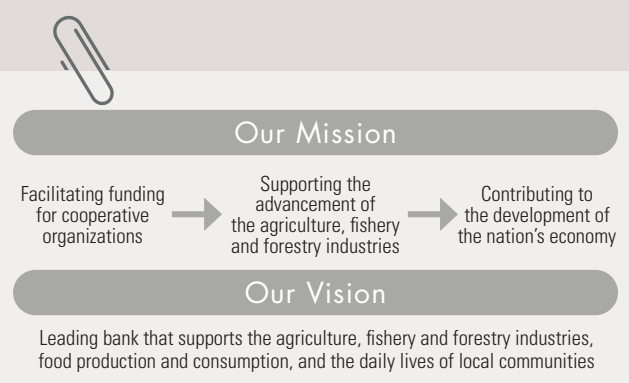 Our Mission
Facilitating funding
for cooperative
organizations
Supporting the
advancement of
the agriculture, fishery
and forestry industries
Contributing to
the development of
the nation's economy
Our Vision
Leading bank that supports the agriculture, fishery and forestry industries,
food production and consumption, and the daily lives of local communities